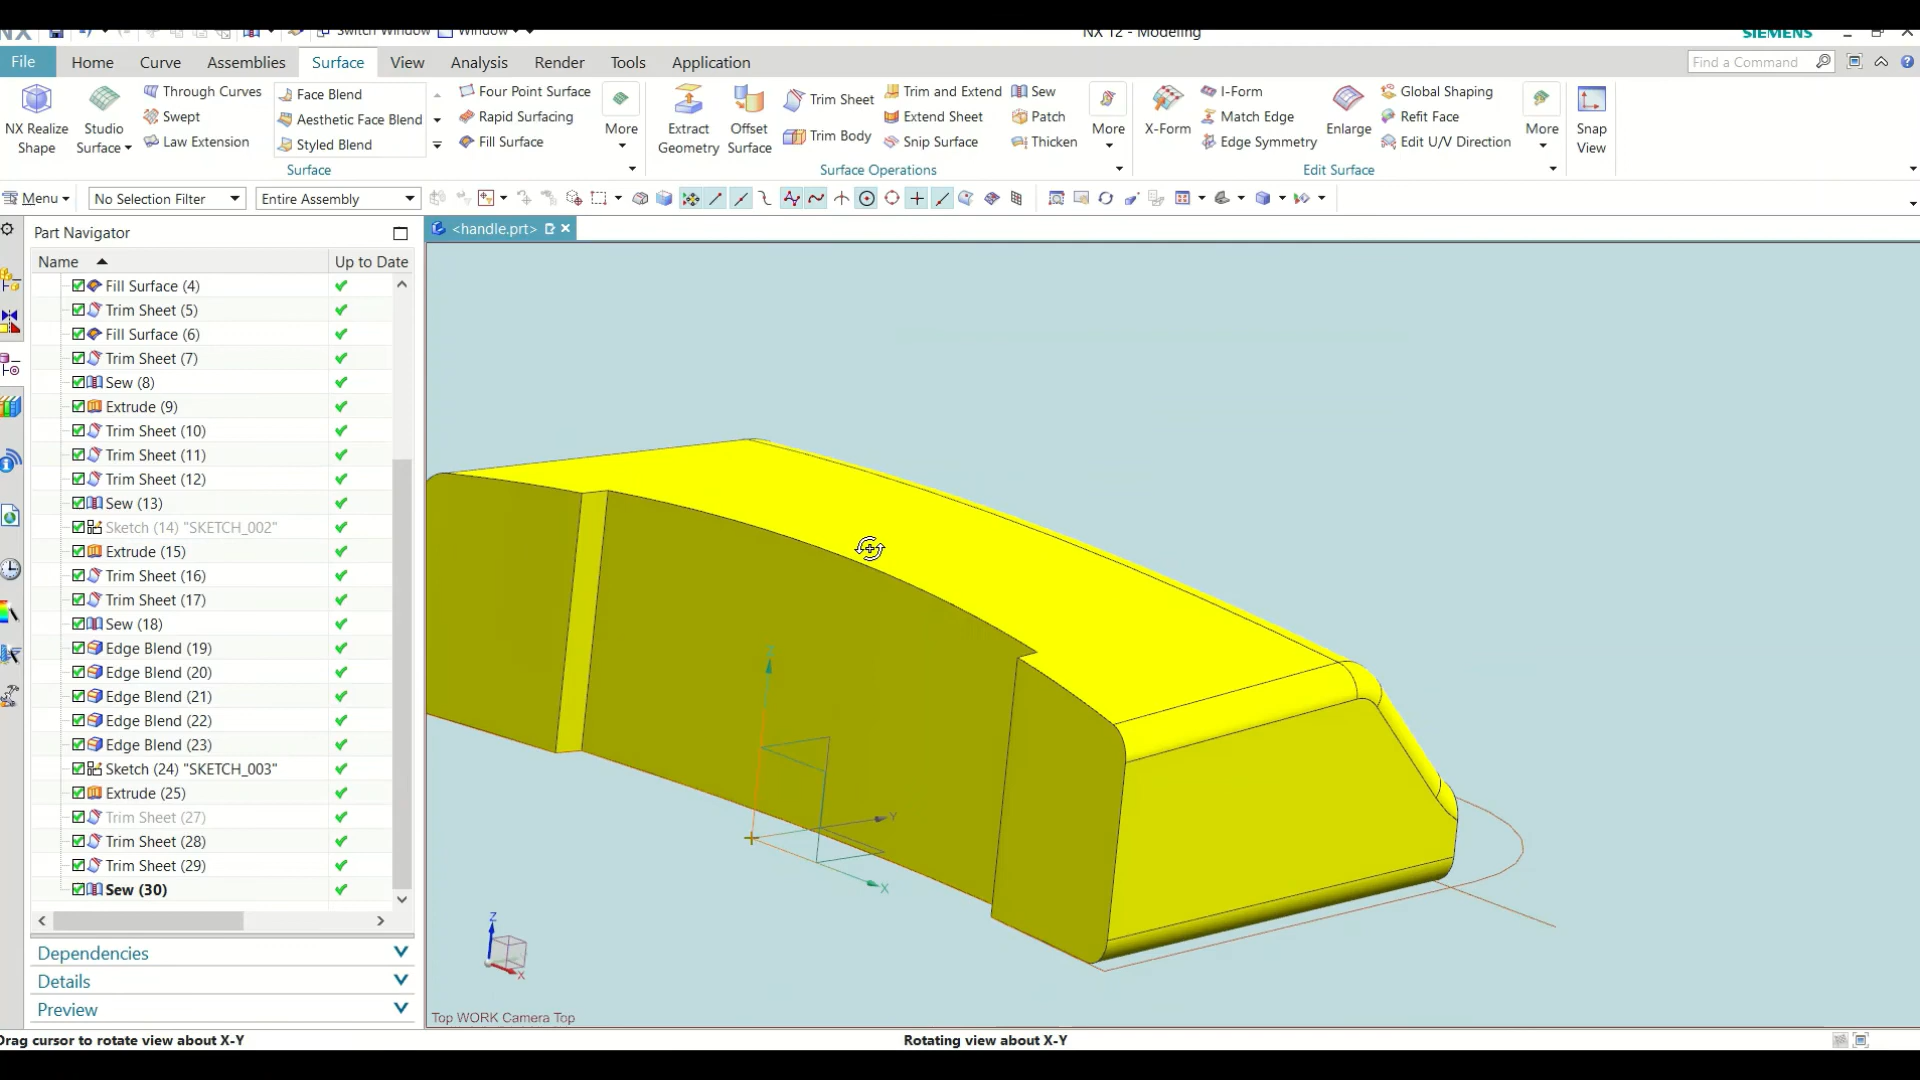 NX
Switch Window
Window
NX 12 - Modeling
SIEMENS
File
Home
Curve
Assemblies
Surface
View
Analysis
Render
Tools
Application
Find a Command
NX Realize
Shape
Studio
Surface
Through Curves
Swept
Law Extension
Face Blend
Aesthetic Face Blend
Styled Blend
Four Point Surface
Rapid Surfacing
Fill Surface
More
Surface
Extract
Geometry
Offset
Surface
Trim Sheet
Trim Body
Trim and Extend
Extend Sheet
Snip Surface
Sew
Patch
Thicken
More
Surface Operations
X-Form
I-Form
Match Edge
Edge Symmetry
Enlarge
Global Shaping
Refit Face
Edit U/V Direction
More
Edit Surface
Snap
View
Menu
No Selection Filter
Entire Assembly
Part Navigator
<handle.prt>
Name
Up to Date
Fill Surface (4)
Trim Sheet (5)
Fill Surface (6)
Trim Sheet (7)
Sew (8)
Extrude (9)
Trim Sheet (10)
Trim Sheet (11)
Trim Sheet (12)
Sew (13)
Sketch (14) "SKETCH_002"
Extrude (15)
Trim Sheet (16)
Trim Sheet (17)
Sew (18)
Edge Blend (19)
Edge Blend (20)
Edge Blend (21)
Edge Blend (22)
Edge Blend (23)
Sketch (24) "SKETCH_003"
Extrude (25)
Trim Sheet (27)
Trim Sheet (28)
Trim Sheet (29)
Sew (30)
Dependencies
Details
Preview
Z
Y
X
Z
X
Top WORK Camera Top
Drag cursor to rotate view about X-Y
Rotating view about X-Y